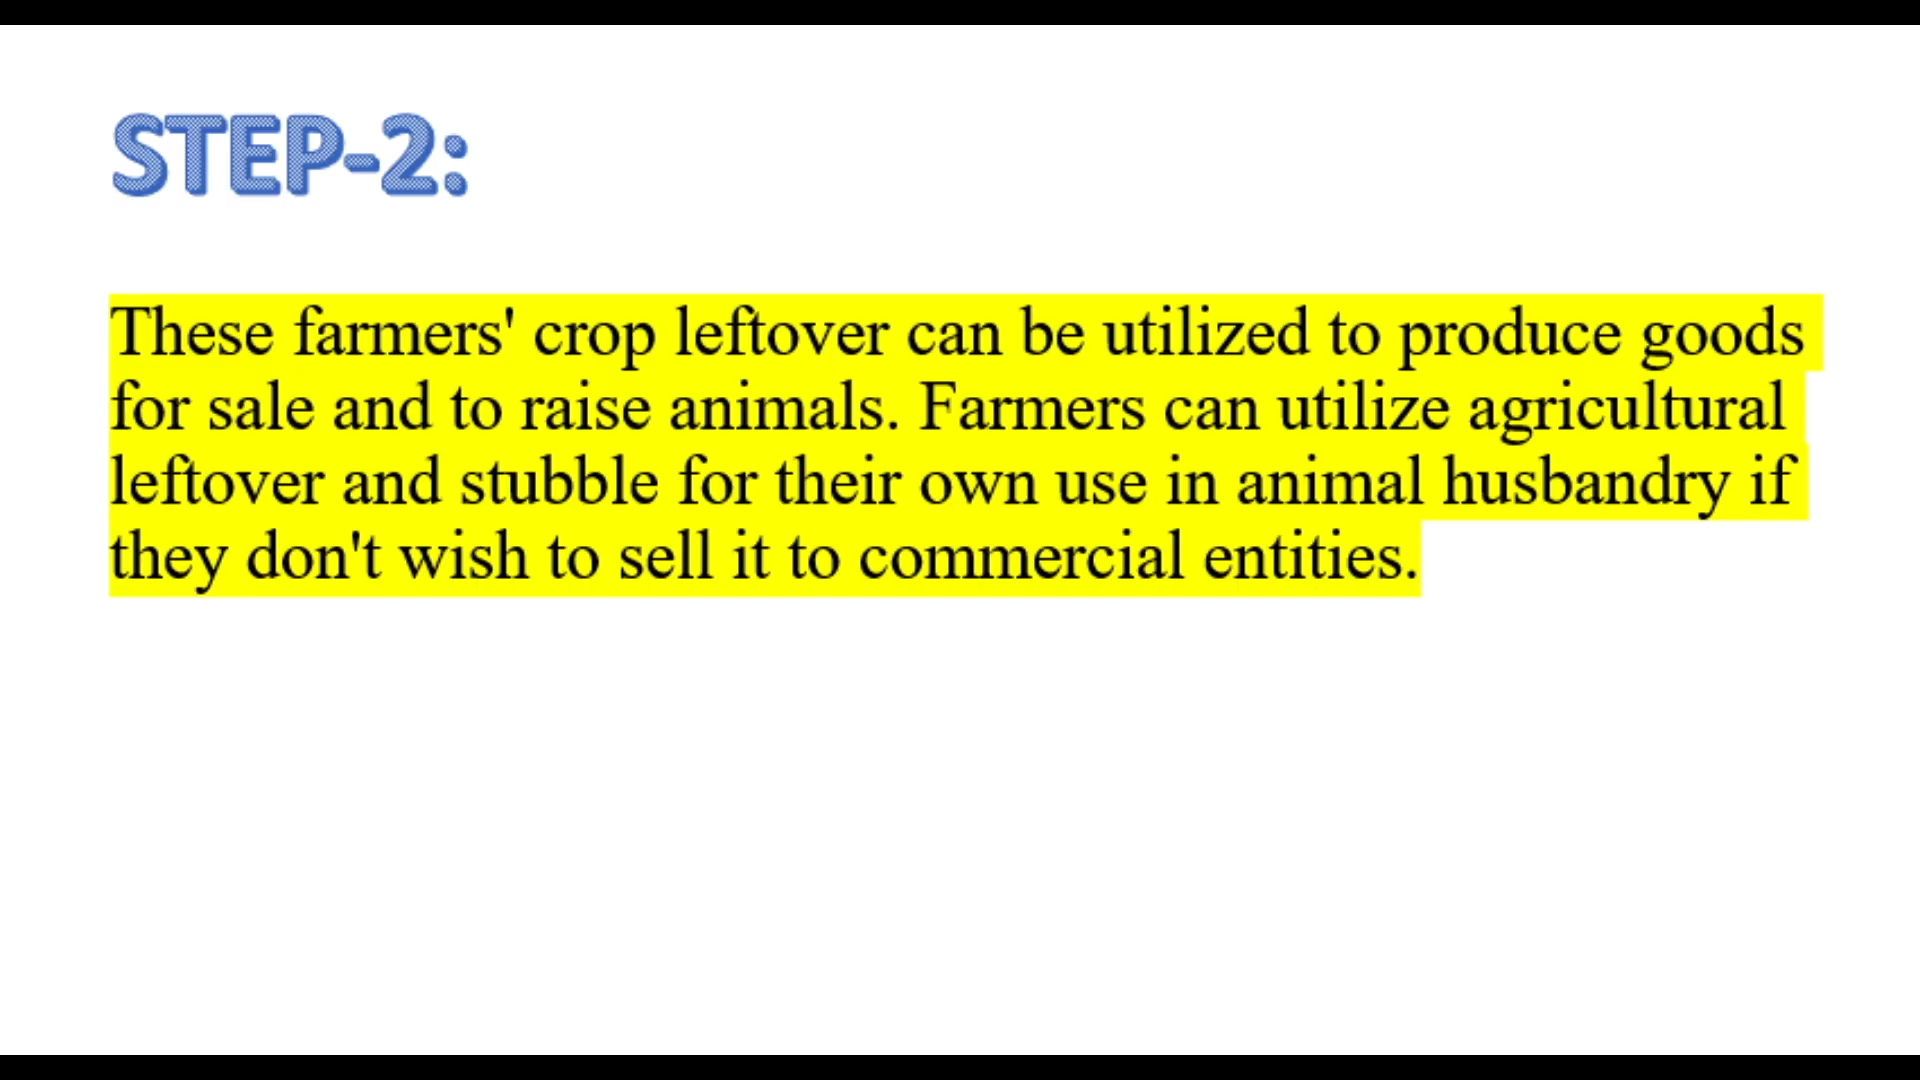 STEP-2:
These farmers' crop leftover can be utilized to produce goods
for sale and to raise animals. Farmers can utilize agricultural
leftover and stubble for their own use in animal husbandry if
they don't wish to sell it to commercial entities.